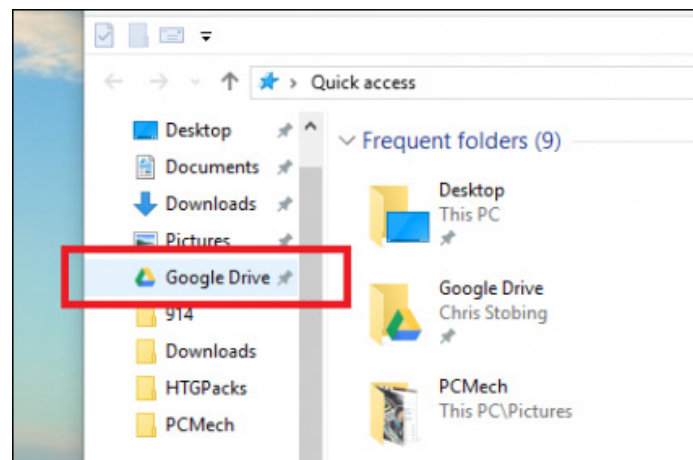 Quick access
Desktop
Documents
Downloads
Pictures
Google Drive
914
Downloads
HTGPacks
PCMech
Frequent folders (9)
Desktop
This PC
Google Drive
Chris Stobing
PCMech
This PC\Pictures